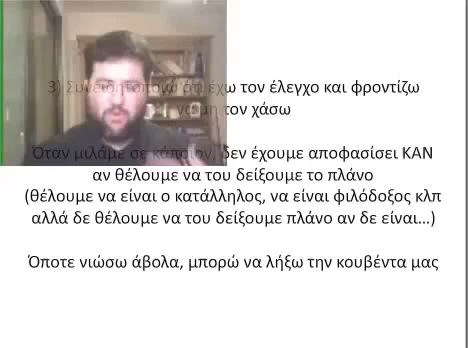 3) Συνειδητοποιώ ότι έχω τον έλεγχο και φροντίζω
να μη τον χάσω
Όταν μιλάμε σε κάποιον, δεν έχουμε αποφασίσει ΚΑΝ
αν θέλουμε να του δείξουμε το πλάνο
(θέλουμε να είναι ο κατάλληλος, να είναι φιλόδοξος κλπ
αλλά δε θέλουμε να του δείξουμε πλάνο αν δε είναι...)
Όποτε νιώσω άβολα, μπορώ να λήξω την κουβέντα μας